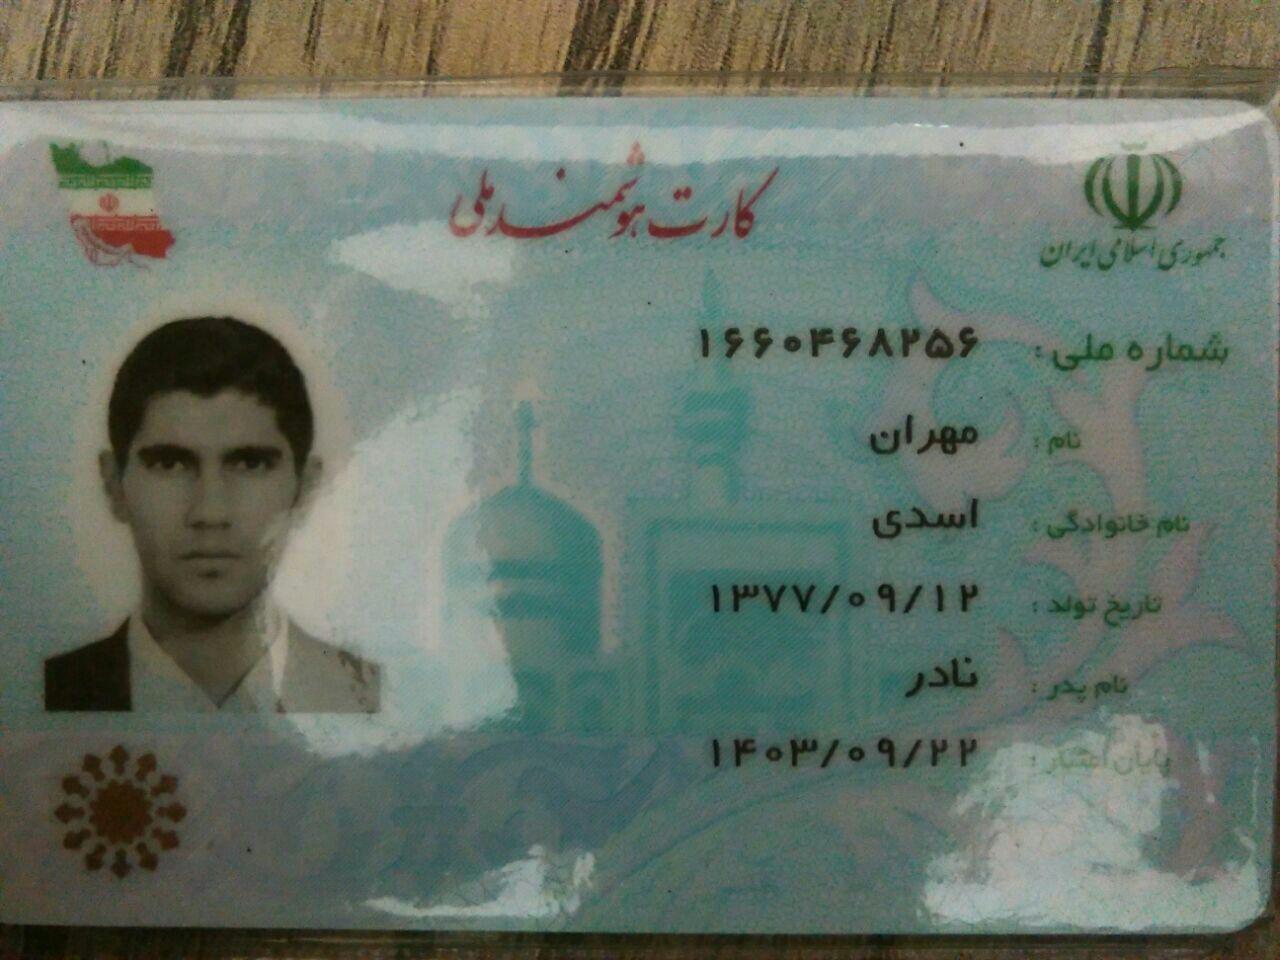 جمهوری اسلامی ایران
کارت هوشمند ملی
شماره ملی : ۱۶۶۰۴۶۸۲۵۶
نام : مهران
نام خانوادگی : اسدی
تاریخ تولد : ۱۳۷۷/۰۹/۱۲
نام پدر : نادر
پایان اعتبار : ۱۴۰۳/۰۹/۲۲